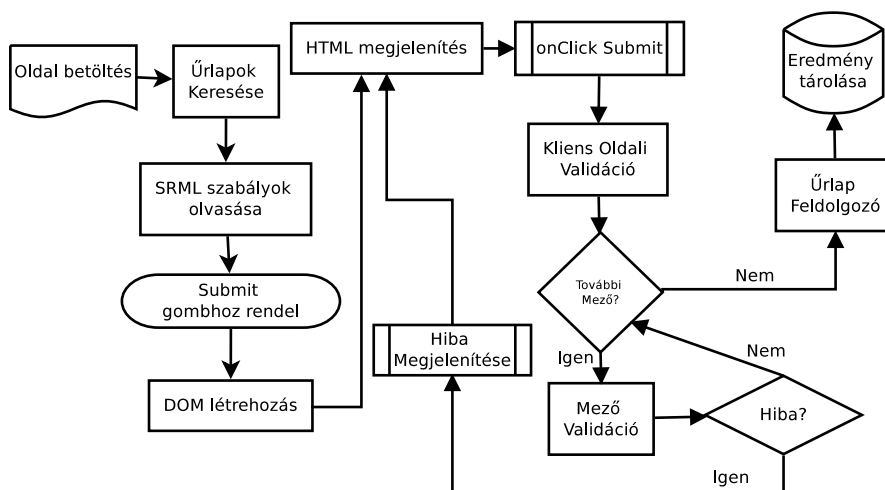 Oldal betöltés
Űrlapok
Keresése
SRML szabályok
olvasása
Submit
gombhoz rendel
DOM létrehozás
HTML megjelenítés
onClick Submit
Kliens Oldali
Validáció
További
Mező?
Nem
Űrlap
Feldolgozó
Eredmény
tárolása
Igen
Mező
Validáció
Hiba?
Nem
Igen
Hiba
Megjelenítése